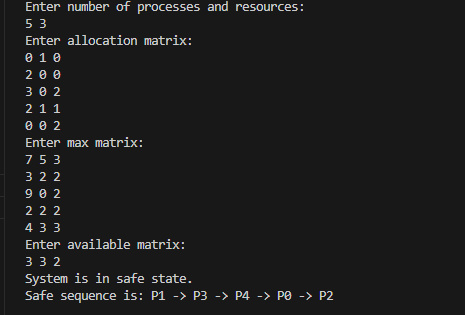 Enter number of processes and resources:
5 3
Enter allocation matrix:
0 1 0
2 0 0
3 0 2
2 1 1
0 0 2
Enter max matrix:
7 5 3
3 2 2
9 0 2
2 2 2
4 3 3
Enter available matrix:
3 3 2
System is in safe state.
Safe sequence is: P1 -> P3 -> P4 -> P0 -> P2